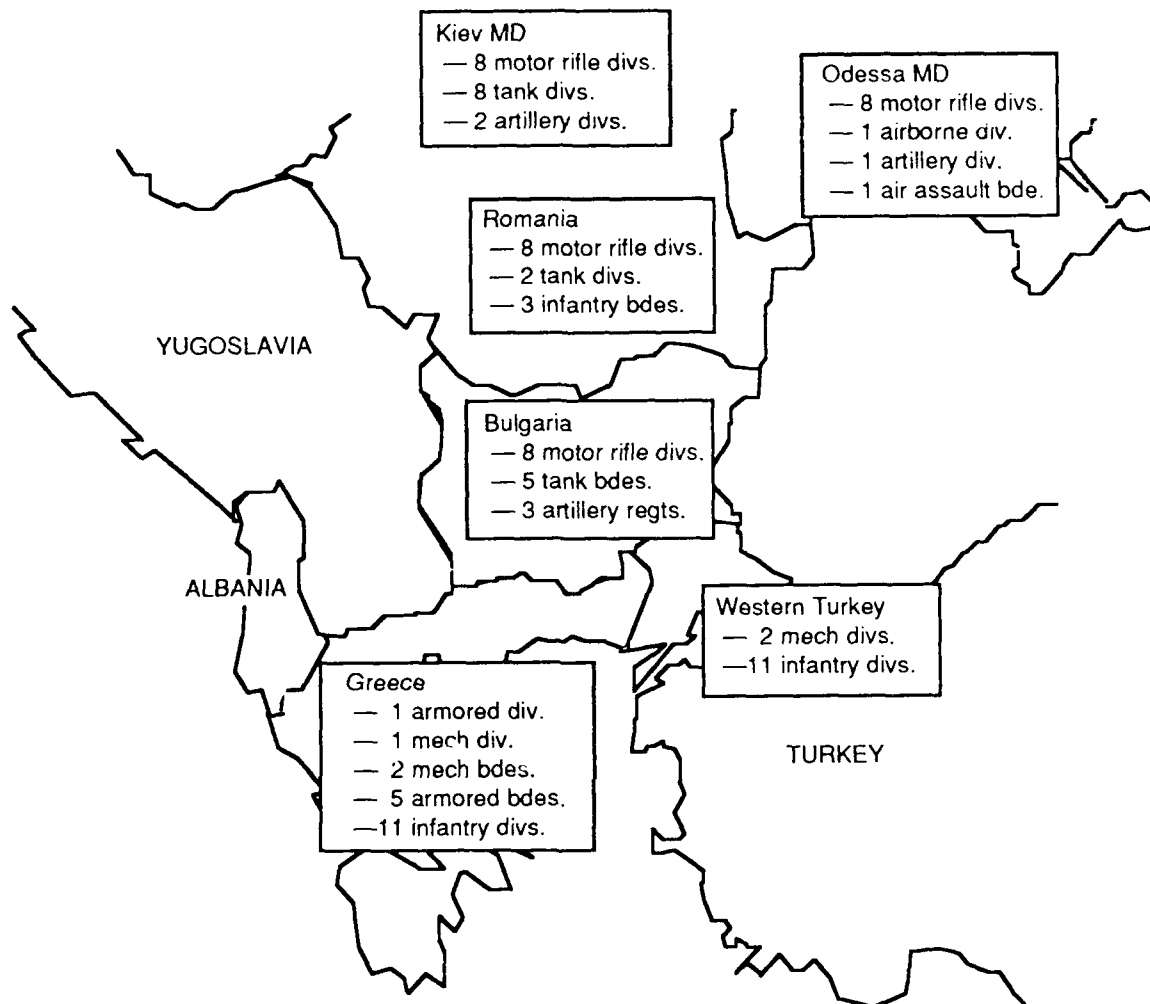 Kiev MD
— 8 motor rifle divs.
— 8 tank divs.
— 2 artillery divs.
Odessa MD
— 8 motor rifle divs.
— 1 airborne div.
— 1 artillery div.
— 1 air assault bde.
Romania
— 8 motor rifle divs.
— 2 tank divs.
— 3 infantry bdes.
YUGOSLAVIA
Bulgaria
— 8 motor rifle divs.
— 5 tank bdes.
— 3 artillery regts.
ALBANIA
Western Turkey
— 2 mech divs.
—11 infantry divs.
Greece
— 1 armored div.
— 1 mech div.
— 2 mech bdes.
— 5 armored bdes.
—11 infantry divs.
TURKEY